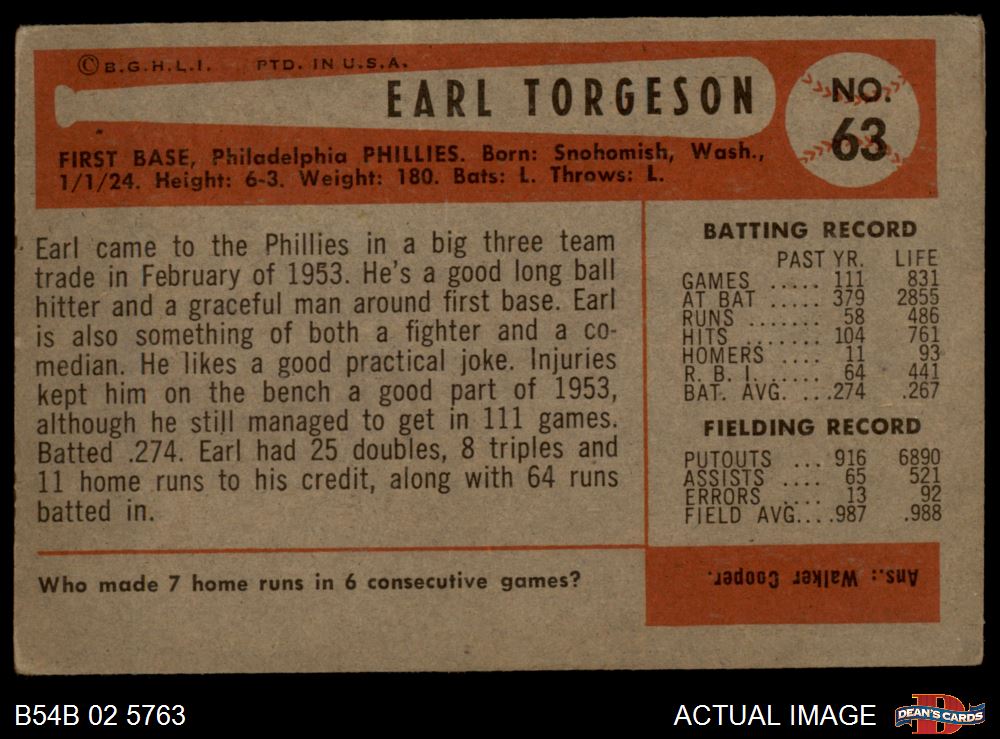 ©B.G.H.L.I. PTD. IN U.S.A.
EARL TORGESON
NO.
63
FIRST BASE, Philadelphia PHILLIES. Born: Snohomish, Wash.,
1/1/24. Height: 6-3. Weight: 180. Bats: L. Throws: L.
Earl came to the Phillies in a big three team
trade in February of 1953. He's a good long ball
hitter and a graceful man around first base. Earl
is also something of both a fighter and a co-
median. He likes a good practical joke. Injuries
kept him on the bench a good part of 1953,
although he still managed to get in 111 games.
Batted .274. Earl had 25 doubles, 8 triples and
11 home runs to his credit, along with 64 runs
batted in.
BATTING RECORD
PAST YR. LIFE
GAMES ..... 111 831
AT BAT ..... 379 2855
RUNS ....... 58 486
HITS ........ 104 761
HOMERS .... 11 93
R. B. I. ..... 64 441
BAT. AVG. ...274 .267
FIELDING RECORD
PUTOUTS ... 916 6890
ASSISTS .... 65 521
ERRORS .... 13 92
FIELD AVG....987 .988
Who made 7 home runs in 6 consecutive games?
Ans.: Walker Cooper.
B54B 02 5763
ACTUAL IMAGE
D
DEAN'S CARDS